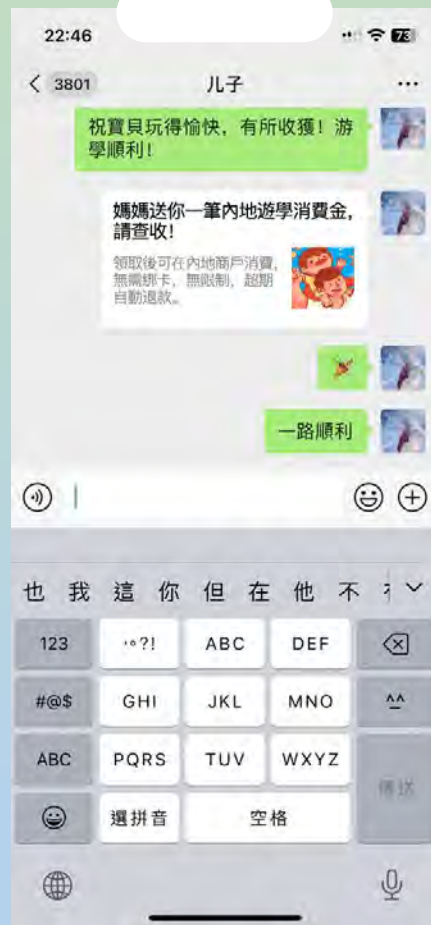 22:46
73
3801
儿子
祝寶貝玩得愉快，有所收獲！游
學順利！
媽媽送你一筆內地遊學消費金，
請查收！
領取後可在內地商戶消費，
無需綁卡，無限制，超期
自動退款。
一路順利
也 我 這 你 但 在 他 不
123
?!
ABC
DEF
#@$
GHI
JKL
MNO
^^
ABC
PQRS
TUV
WXYZ
傳送
選拼音
空格